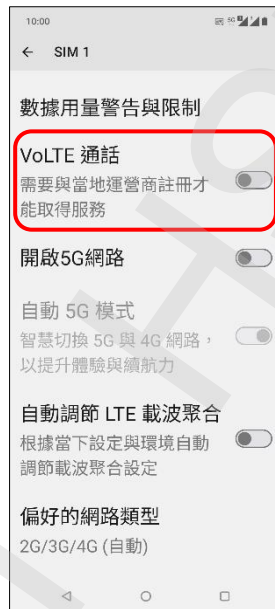 10:00
5G
← SIM 1
數據用量警告與限制
VoLTE 通話
需要與當地運營商註冊才
能取得服務
開啟5G網路
自動 5G 模式
智慧切換 5G 與 4G 網路，
以提升體驗與續航力
自動調節 LTE 載波聚合
根據當下設定與環境自動
調節載波聚合設定
偏好的網路類型
2G/3G/4G (自動)